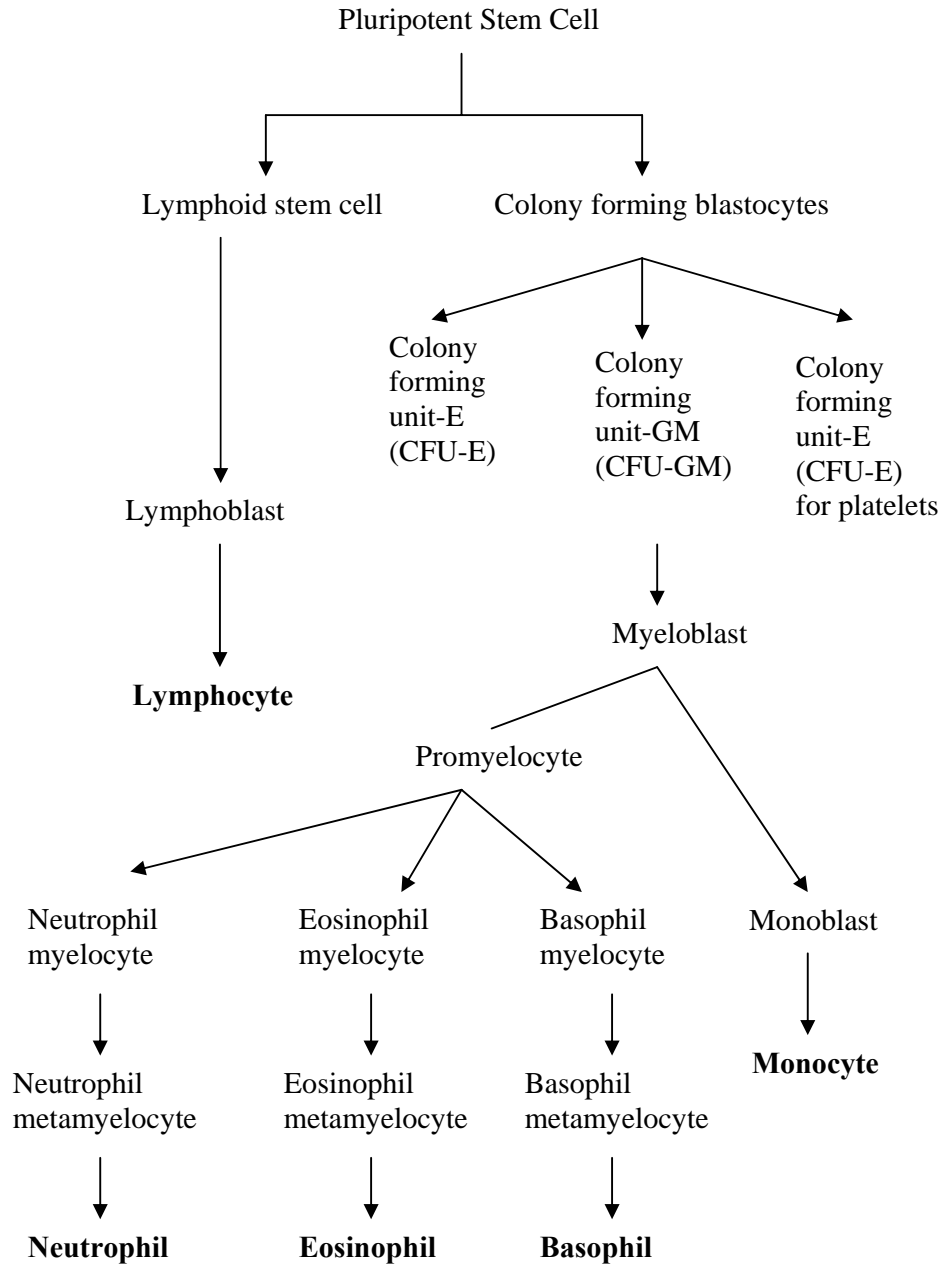 Pluripotent Stem Cell
Lymphoid stem cell
Colony forming blastocytes
Colony
forming
unit-E
(CFU-E)
Colony
forming
unit-GM
(CFU-GM)
Colony
forming
unit-E
(CFU-E)
for platelets
Lymphoblast
Myeloblast
Lymphocyte
Promyelocyte
Neutrophil
myelocyte
Eosinophil
myelocyte
Basophil
myelocyte
Monoblast
Monocyte
Neutrophil
metamyelocyte
Eosinophil
metamyelocyte
Basophil
metamyelocyte
Neutrophil
Eosinophil
Basophil